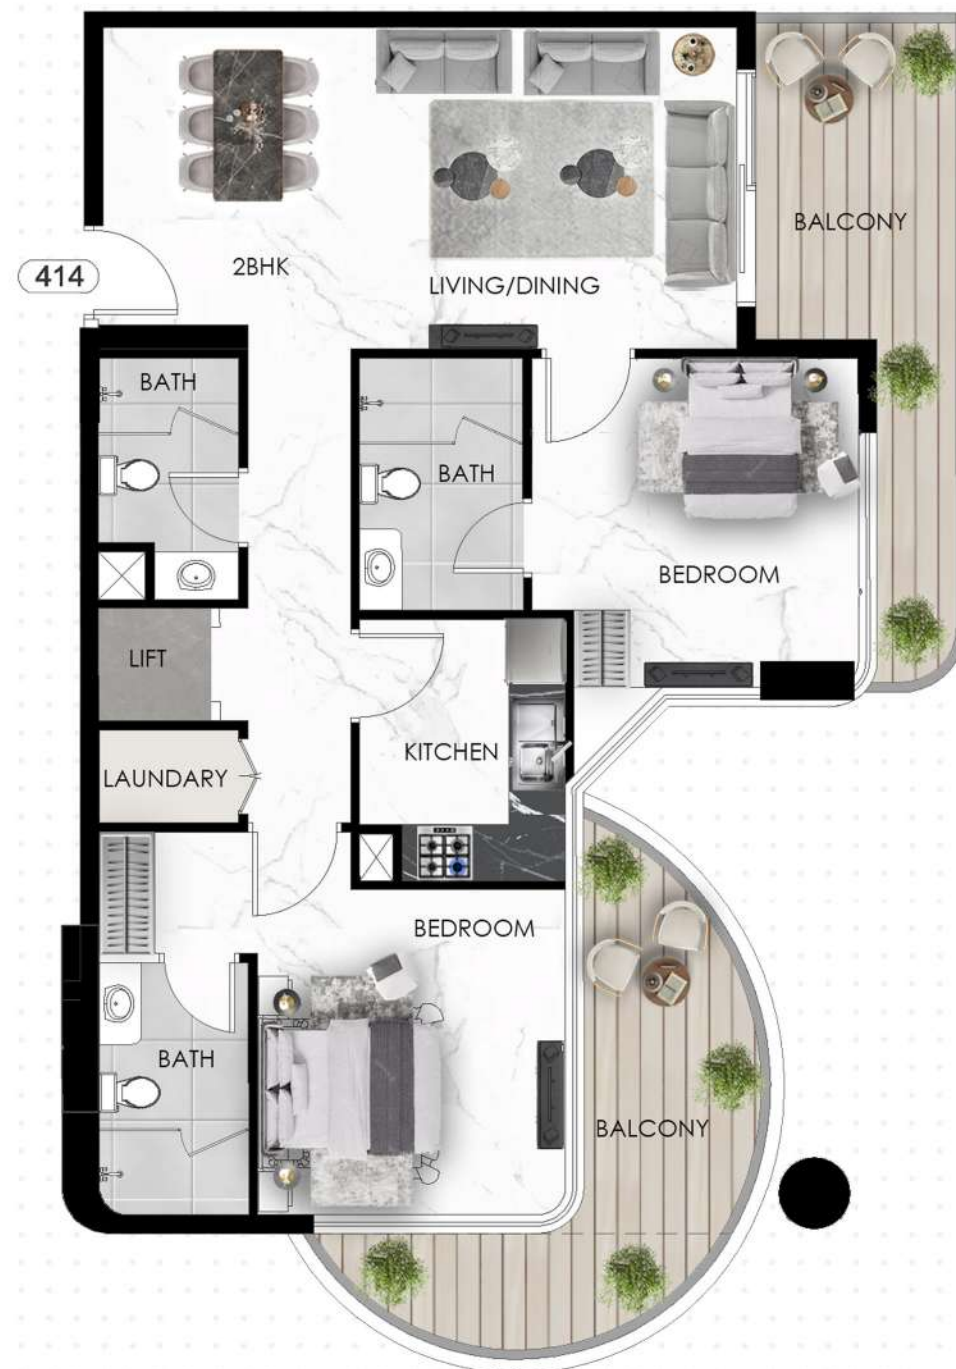 BALCONY
414
2BHK
LIVING/DINING
BATH
BATH
BEDROOM
LIFT
KITCHEN
LAUNDARY
BEDROOM
BATH
BALCONY